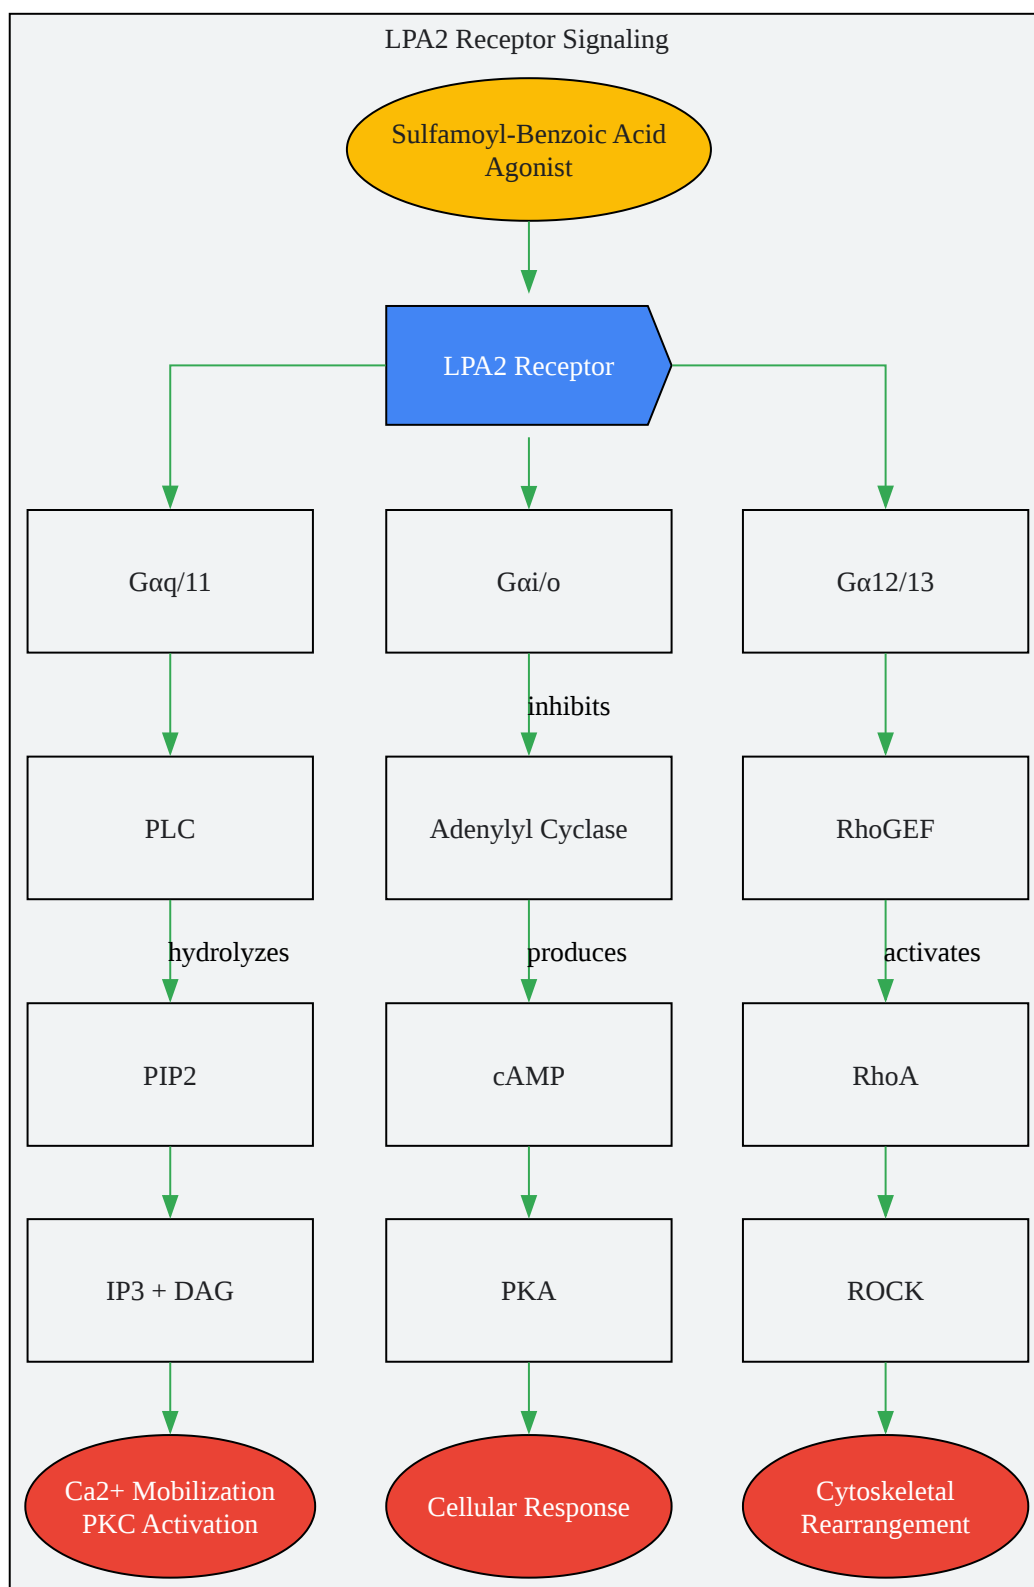 LPA2 Receptor Signaling
Sulfamoyl-Benzoic Acid
Agonist
LPA2 Receptor
Gαq/11
Gαi/o
Gα12/13
inhibits
PLC
Adenylyl Cyclase
RhoGEF
hydrolyzes
produces
activates
PIP2
cAMP
RhoA
IP3 + DAG
PKA
ROCK
Ca2+ Mobilization
PKC Activation
Cellular Response
Cytoskeletal
Rearrangement